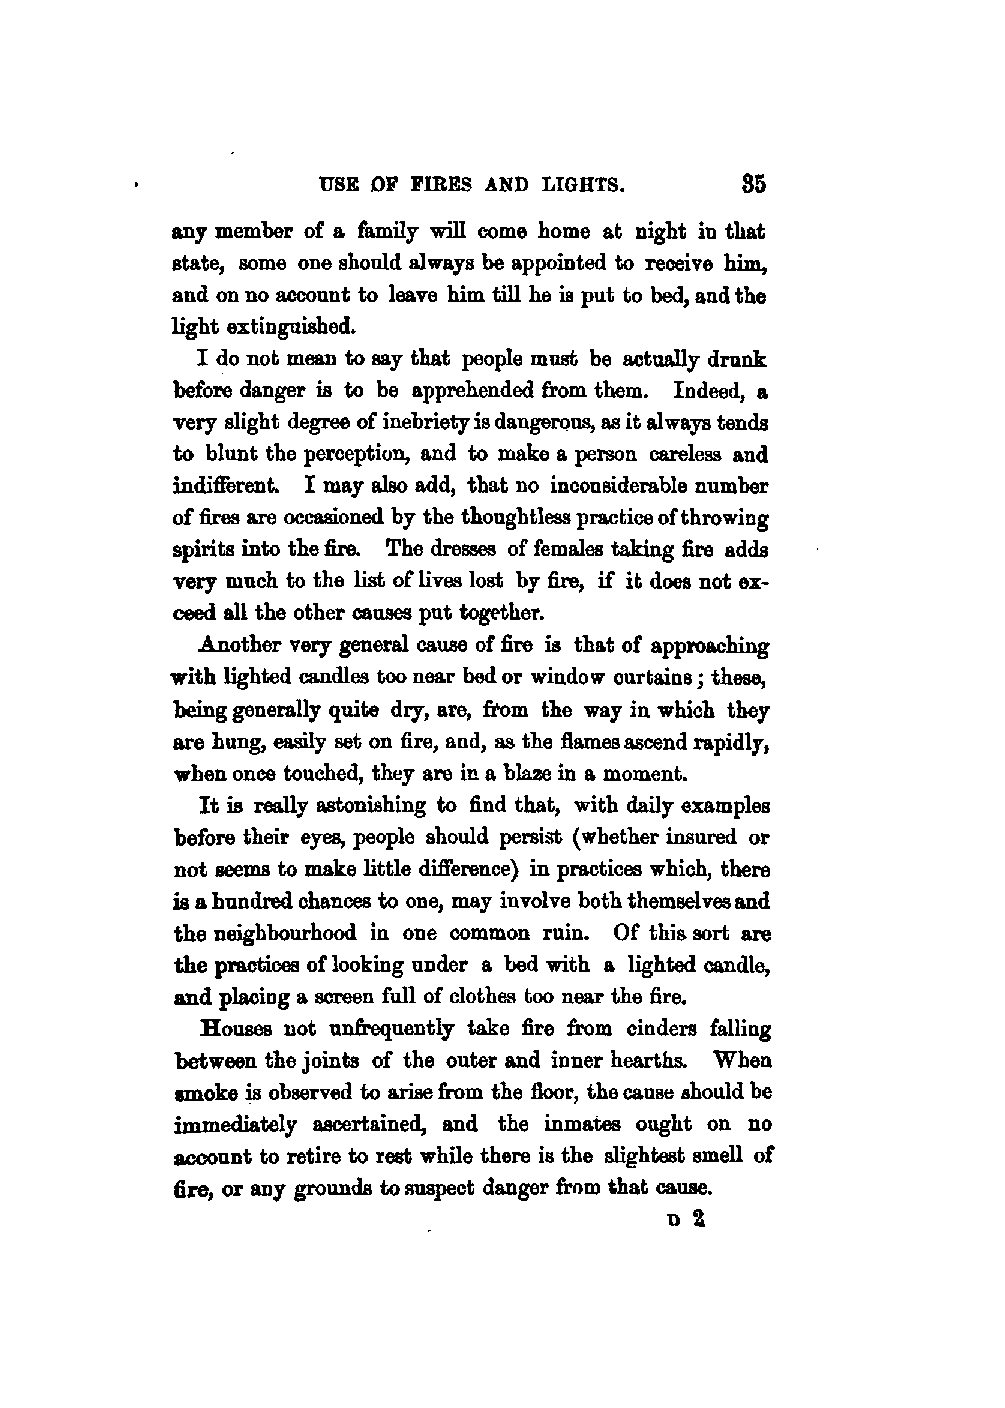 USE OF FIRES AND LIGHTS. 35
any member of a family will come home at night in that
state, some one should always be appointed to receive him,
and on no account to leave him till he is put to bed, and the
light extinguished.
I do not mean to say that people must be actually drunk
before danger is to be apprehended from them. Indeed, a
very slight degree of inebriety is dangerous, as it always tends
to blunt the perception, and to make a person careless and
indifferent. I may also add, that no inconsiderable number
of fires are occasioned by the thoughtless practice of throwing
spirits into the fire. The dresses of females taking fire adds
very much to the list of lives lost by fire, if it does not ex-
ceed all the other causes put together.
Another very general cause of fire is that of approaching
with lighted candles too near bed or window curtains; these,
being generally quite dry, are, from the way in which they
are hung, easily set on fire, and, as the flames ascend rapidly,
when once touched, they are in a blaze in a moment.
It is really astonishing to find that, with daily examples
before their eyes, people should persist (whether insured or
not seems to make little difference) in practices which, there
is a hundred chances to one, may involve both themselves and
the neighbourhood in one common ruin. Of this sort are
the practices of looking under a bed with a lighted candle,
and placing a screen full of clothes too near the fire.
Houses not unfrequently take fire from cinders falling
between the joints of the outer and inner hearths. When
smoke is observed to arise from the floor, the cause should be
immediately ascertained, and the inmates ought on no
account to retire to rest while there is the slightest smell of
fire, or any grounds to suspect danger from that cause.
D 2